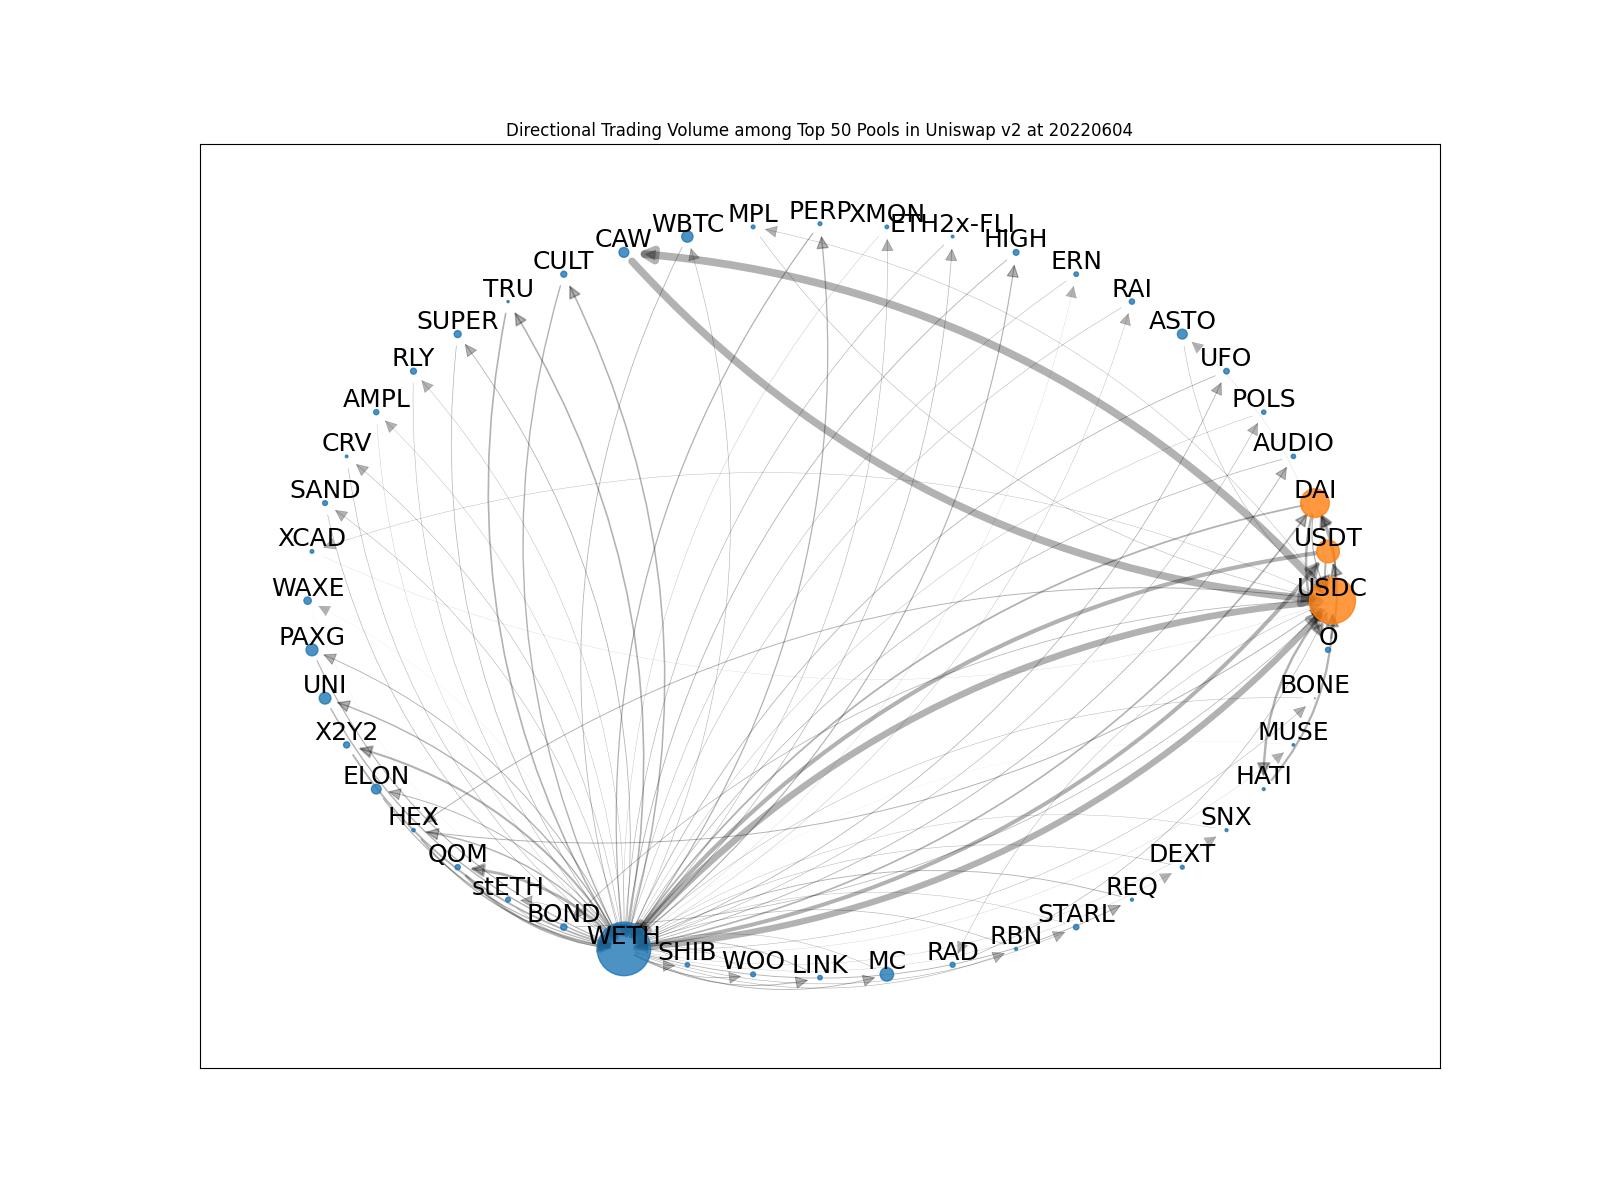 Directional Trading Volume among Top 50 Pools in Uniswap v2 at 20220604
MPL
PERP
XMON
WBTC
ETH2x-FLI
CAW
HIGH
CULT
ERN
TRU
RAI
SUPER
ASTO
RLY
UFO
AMPL
POLS
CRV
AUDIO
SAND
DAI
XCAD
USDT
WAXE
USDC
PAXG
O
UNI
BONE
X2Y2
MUSE
ELON
HATI
HEX
SNX
QOM
DEXT
stETH
REQ
BOND
STARL
WETH
RBN
SHIB
RAD
WOO
LINK
MC